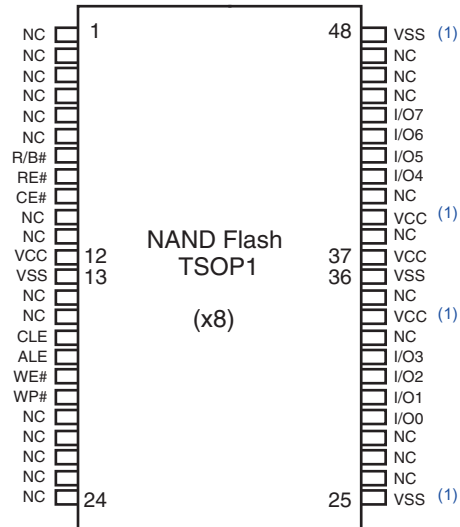 NC 1 48 VSS (1)
NC NC
NC NC
NC NC
NC I/O7
NC I/O6
R/B# I/O5
RE# I/O4
CE# NC
NC VCC (1)
NC NC
VCC 12 37 VCC
VSS 13 36 VSS
NC NC
NC VCC (1)
CLE NC
ALE I/O3
WE# I/O2
WP# I/O1
NC I/O0
NC NC
NC NC
NC NC
NC 24 25 VSS (1)
NAND Flash
TSOP1
(x8)